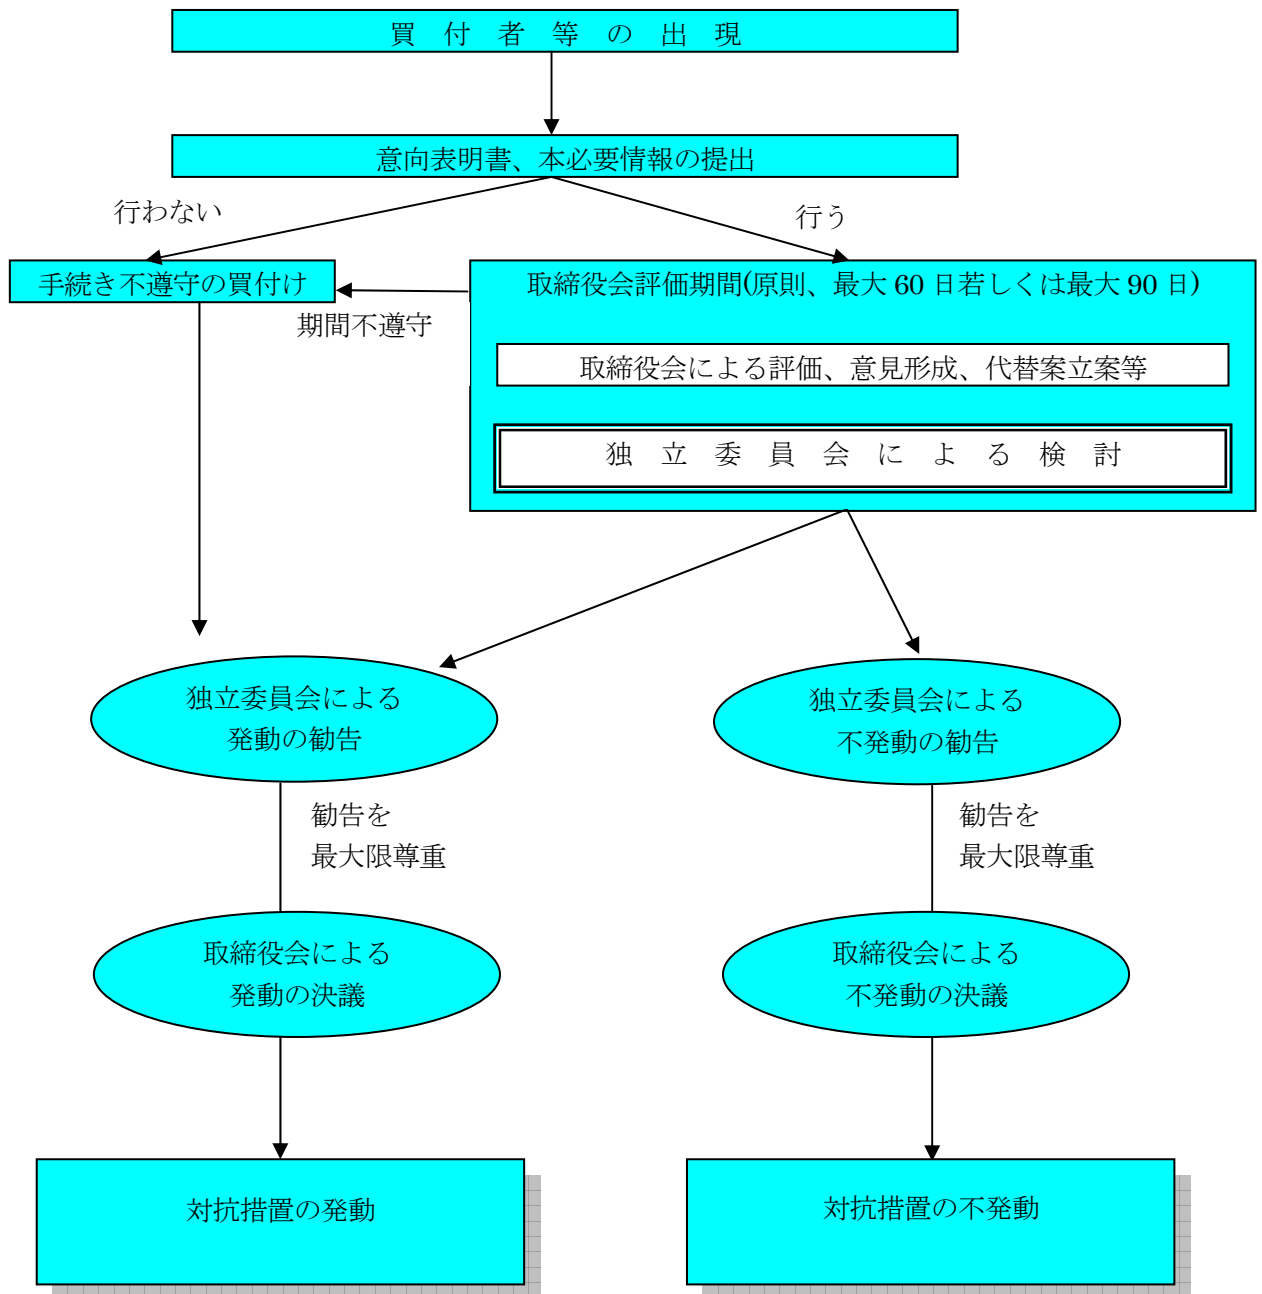 買付者等の出現
意向表明書、本必要情報の提出
行わない
行う
手続き不遵守の買付け
取締役会評価期間(原則、最大 60 日若しくは最大 90 日)
期間不遵守
取締役会による評価、意見形成、代替案立案等
独立委員会による検討
独立委員会による
発動の勧告
独立委員会による
不発動の勧告
勧告を
最大限尊重
勧告を
最大限尊重
取締役会による
発動の決議
取締役会による
不発動の決議
対抗措置の発動
対抗措置の不発動